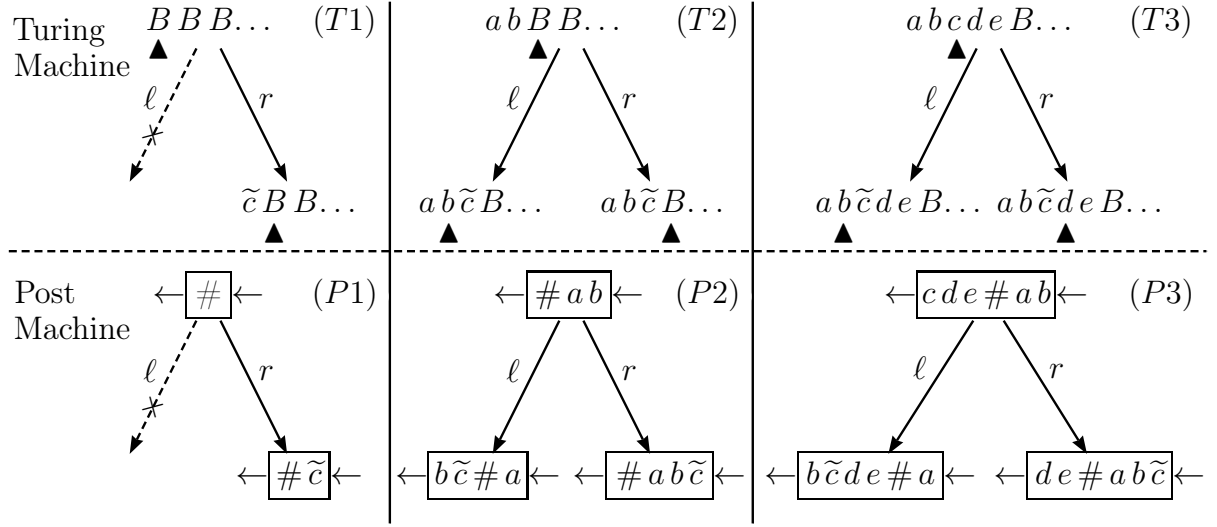 Turing Machine
B B B... (T1)
ℓ r
c̃ B B...
a b B B... (T2)
ℓ r
a b c̃ B... a b c̃ B...
a b c d e B... (T3)
ℓ r
a b c̃ d e B... a b c̃ d e B...
Post Machine
←#← (P1)
ℓ r
←# c̃←
←# a b← (P2)
ℓ r
←b c̃ # a← ←# a b c̃←
←c d e # a b← (P3)
ℓ r
←b c̃ d e # a← ←d e # a b c̃←